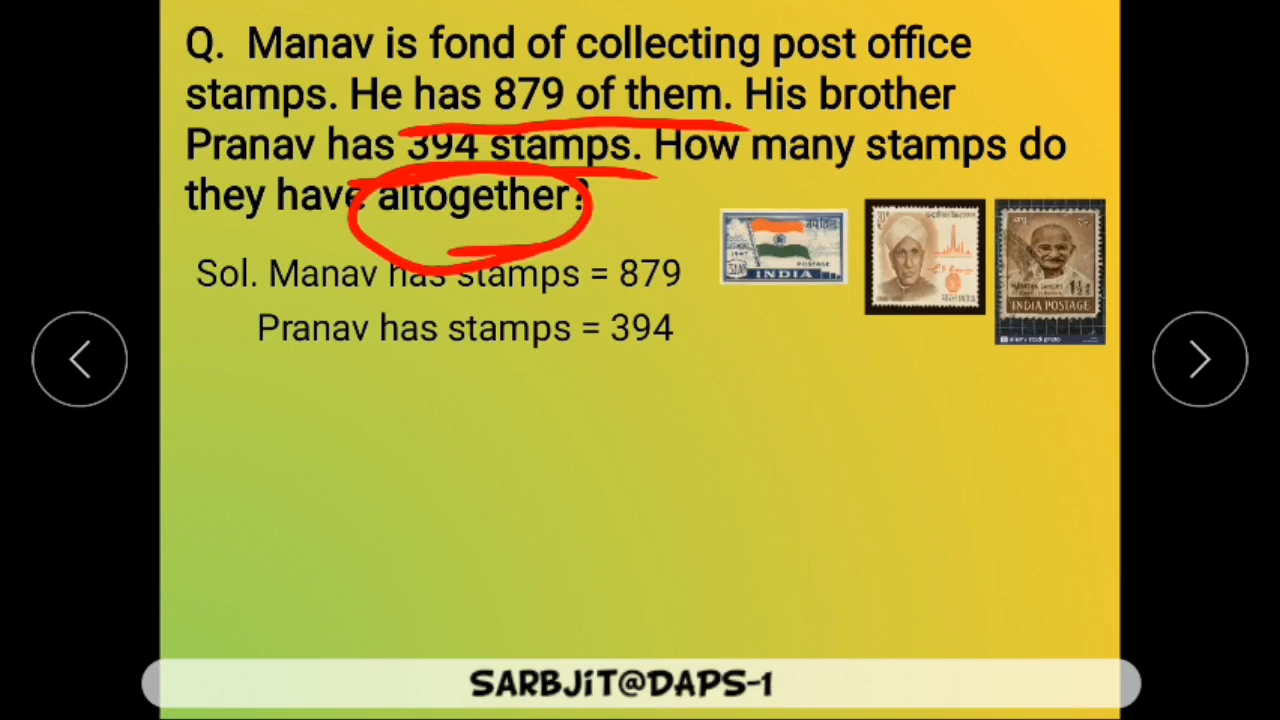 Q. Manav is fond of collecting post office
stamps. He has 879 of them. His brother
Pranav has 394 stamps. How many stamps do
they have altogether?
Sol. Manav has stamps = 879
Pranav has stamps = 394
POSTAGE
INDIA
INDIA POSTAGE
SARBJiT@DAPS-1